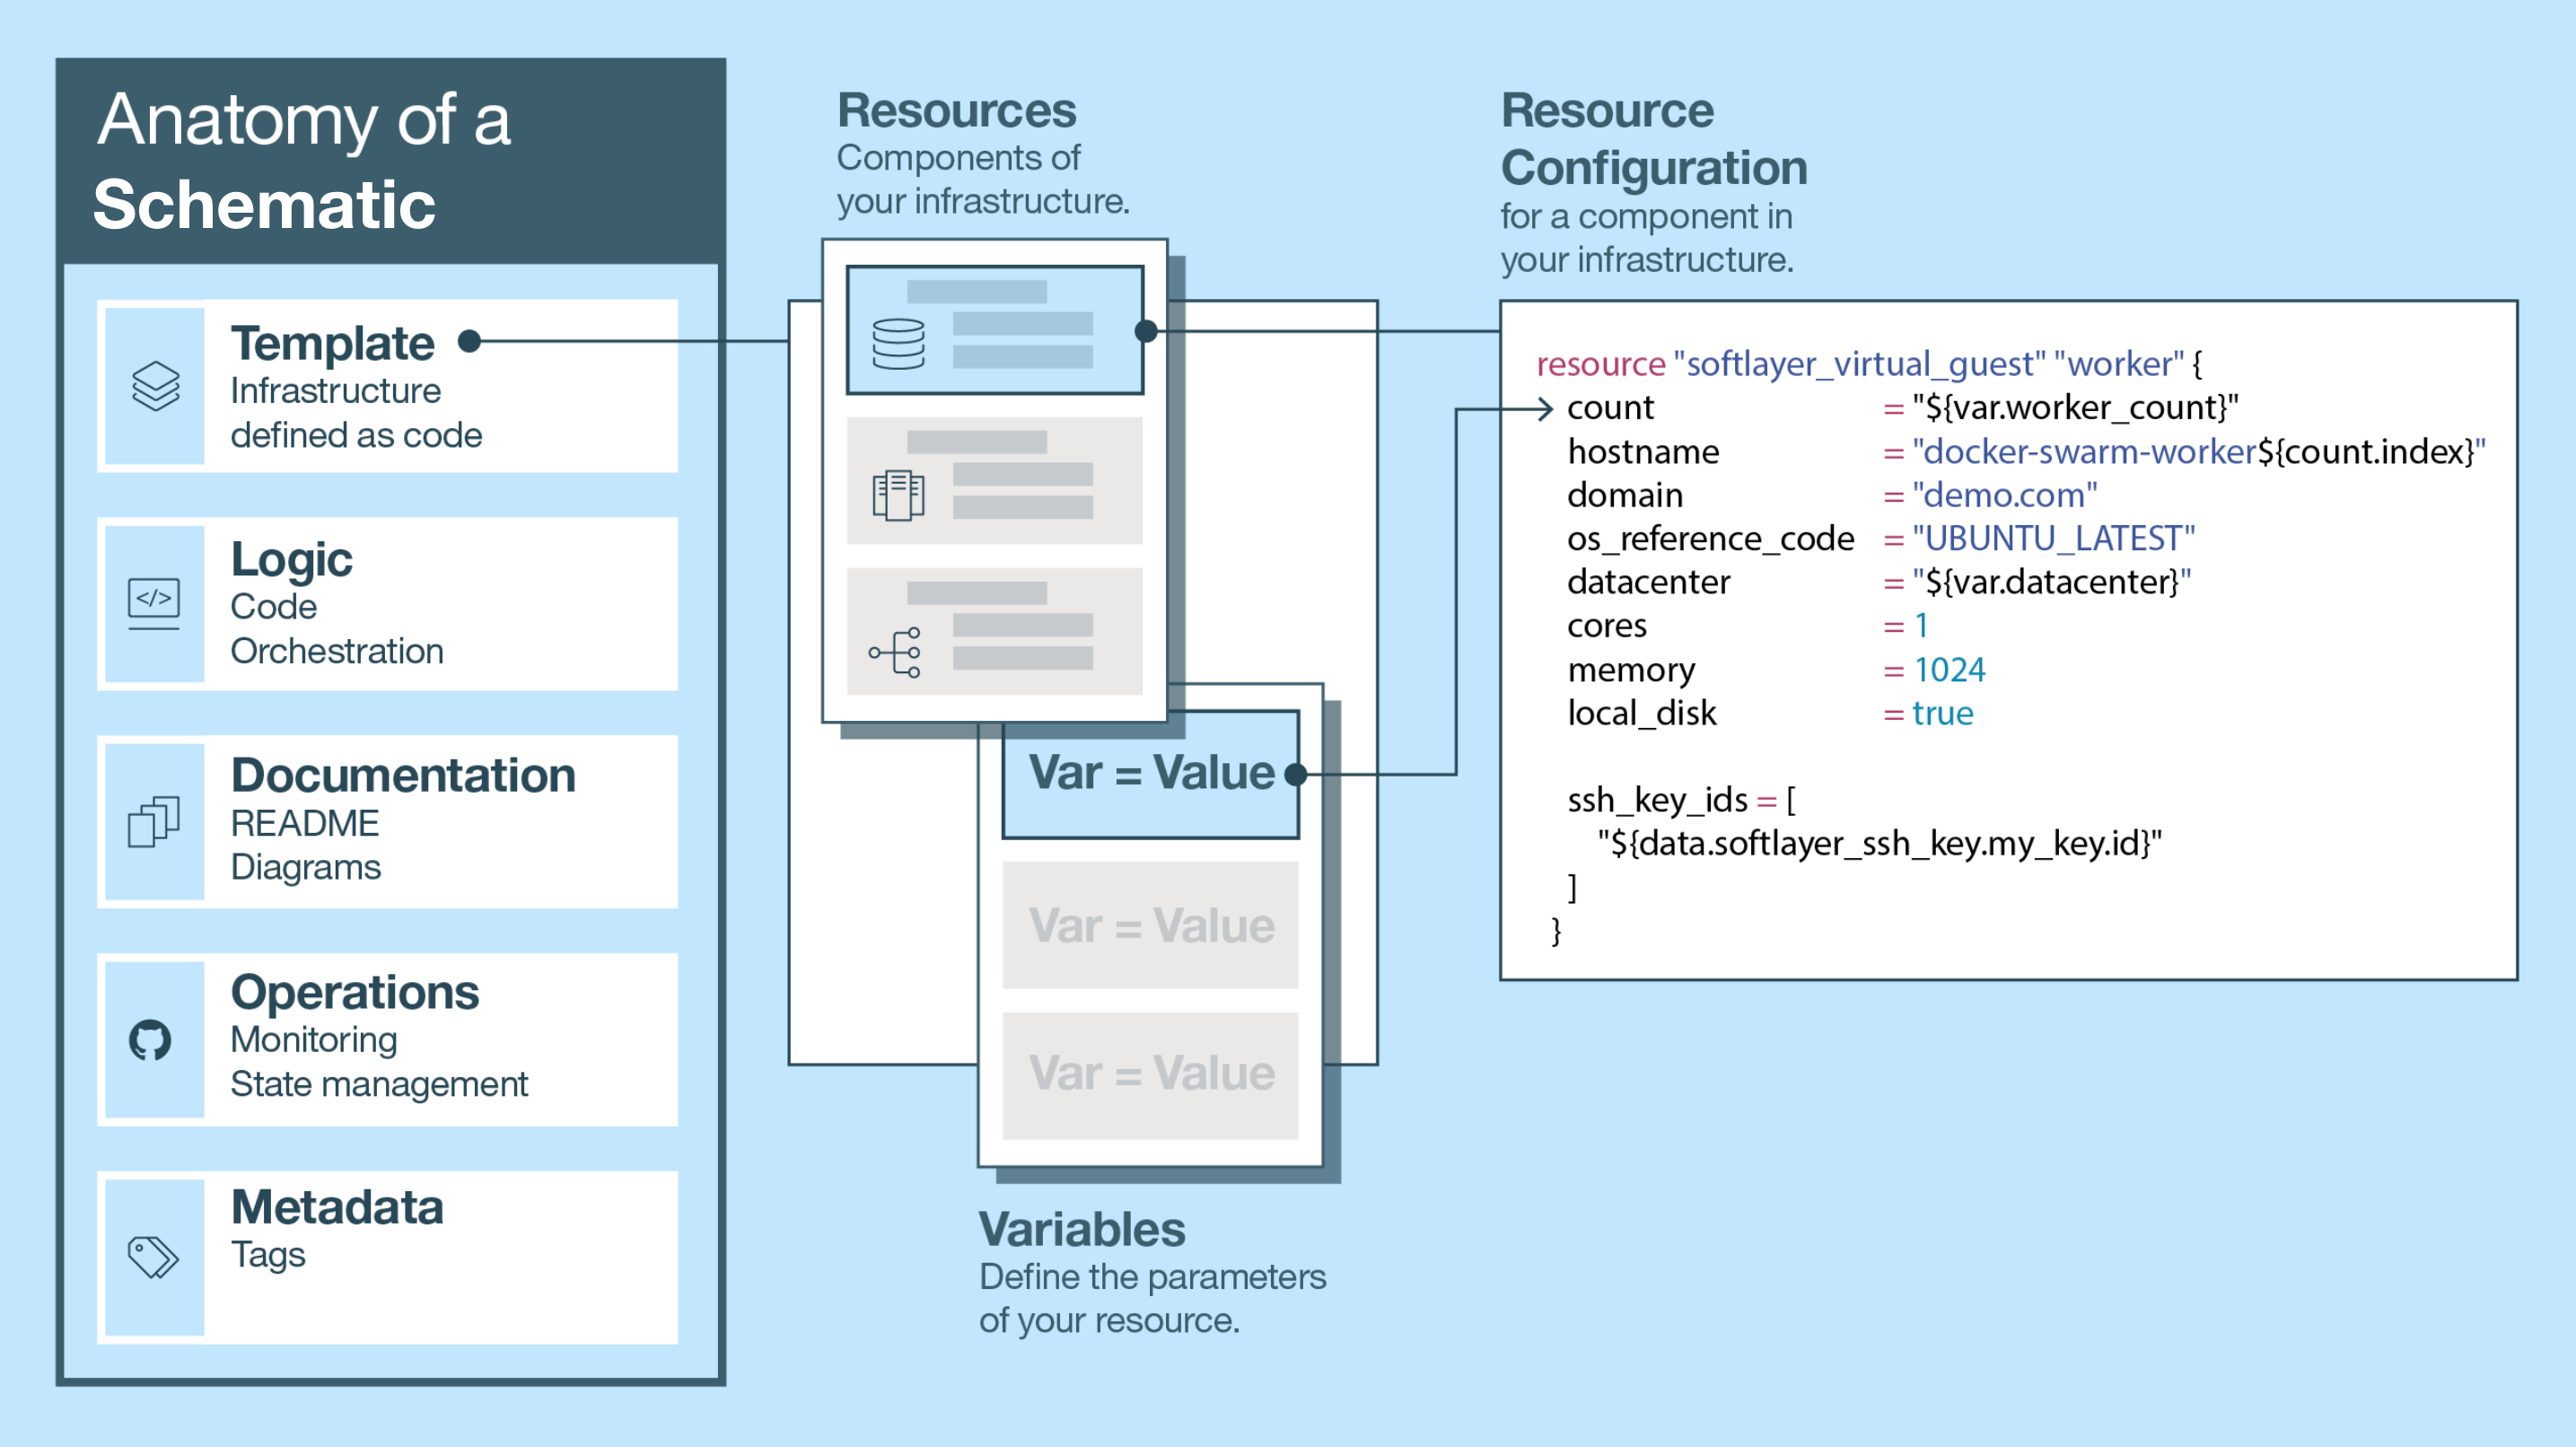 Anatomy of a
Schematic
Template
Infrastructure
defined as code
Logic
</>
Code
Orchestration
Documentation
README
Diagrams
Operations
Monitoring
State management
Metadata
Tags
Resources
Components of
your infrastructure.
Var = Value
Var = Value
Var = Value
Variables
Define the parameters
of your resource.
Resource
Configuration
for a component in
your infrastructure.
resource "softlayer_virtual_guest" "worker" {
count = "${var.worker_count}"
hostname = "docker-swarm-worker${count.index}"
domain = "demo.com"
os_reference_code = "UBUNTU_LATEST"
datacenter = "${var.datacenter}"
cores = 1
memory = 1024
local_disk = true
ssh_key_ids = [
"${data.softlayer_ssh_key.my_key.id}"
]
}